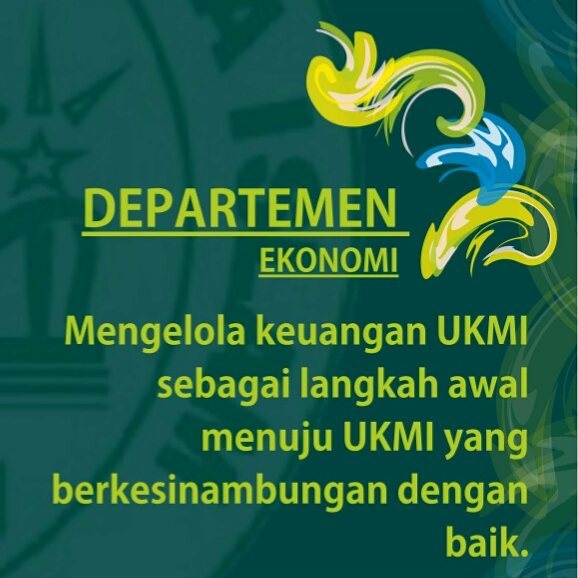 DEPARTEMEN
EKONOMI
Mengelola keuangan UKMI
sebagai langkah awal
menuju UKMI yang
berkesinambungan dengan
baik.